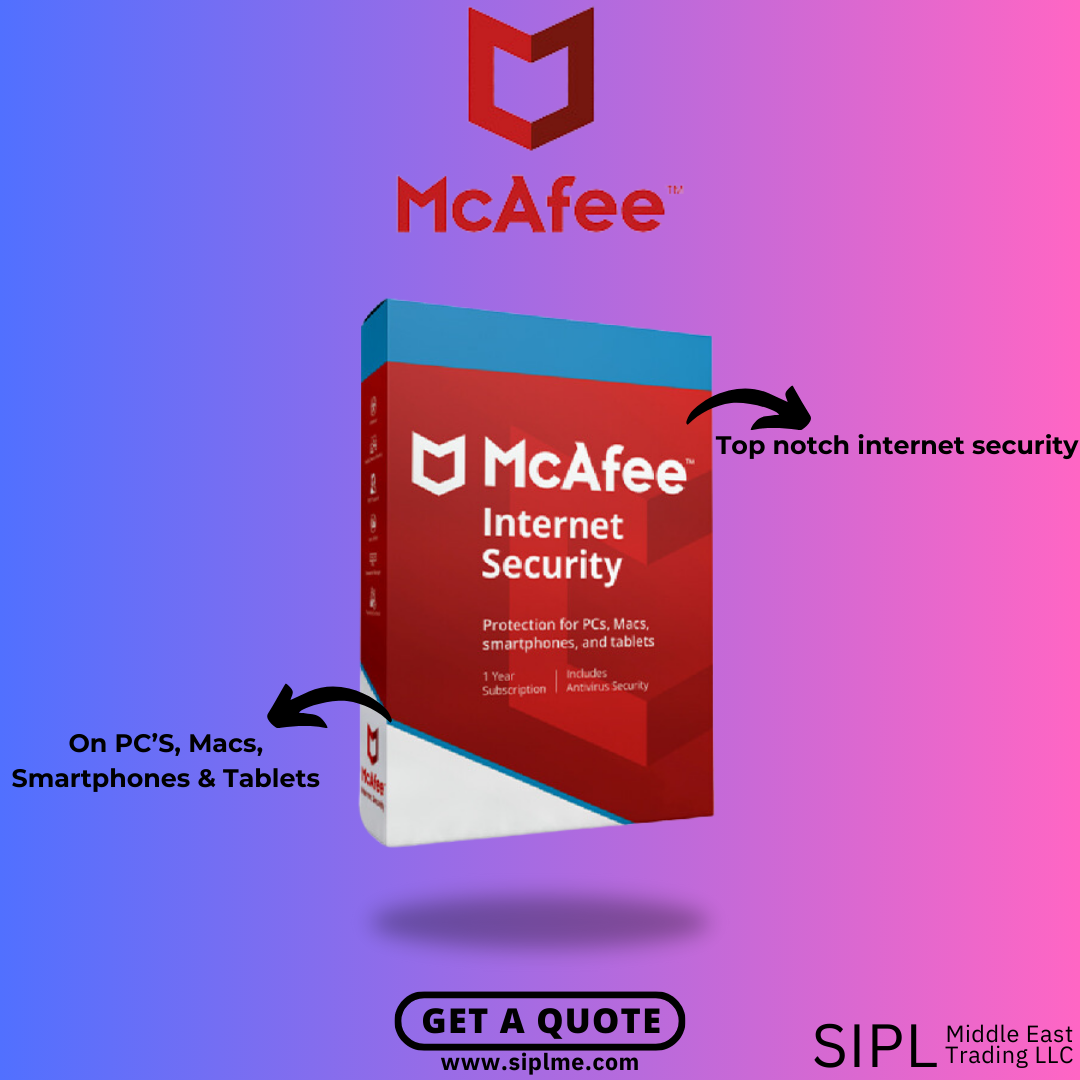 McAfee™
McAfee™
Internet
Security
Protection for PCs, Macs,
smartphones, and tablets
1 Year
Subscription
Includes
Antivirus Security
Top notch internet security
On PC’S, Macs,
Smartphones & Tablets
McAfee
GET A QUOTE
www.siplme.com
SIPL
Middle East
Trading LLC